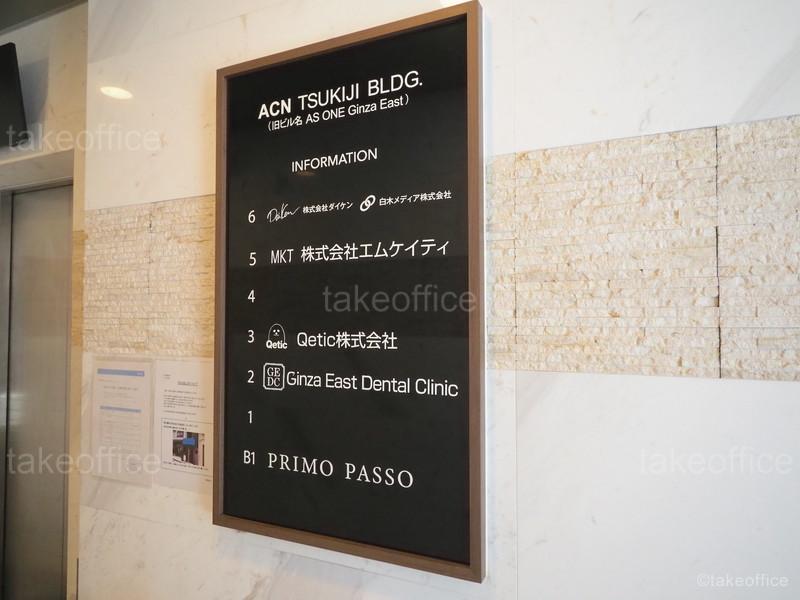 ACN TSUKIJI BLDG.
(旧ビル名 AS ONE Ginza East)
INFORMATION
6 DaiKen 株式会社ダイケン 白木メディア株式会社
5 MKT 株式会社エムケイティ
4
3 Qetic Qetic株式会社
2 GEDC Ginza East Dental Clinic
1
B1 PRIMO PASSO
takeoffice
takeoffice
takeoffice
takeoffice
takeoffice
©takeoffice